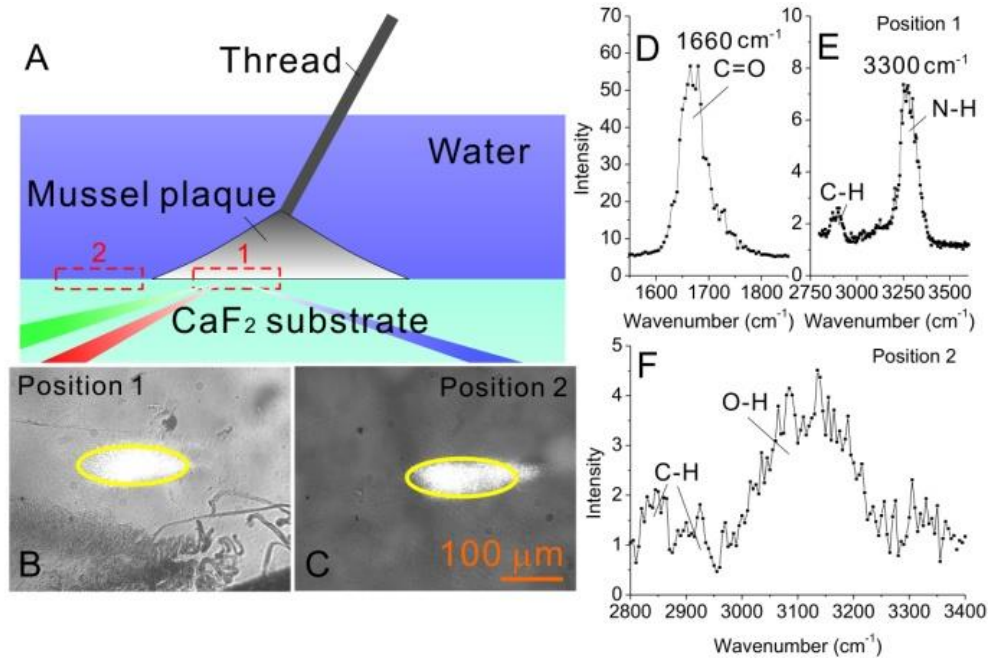 A
Thread
Water
Mussel plaque
2
1
CaF₂ substrate
Position 1
B
Position 2
C
100 µm
D
1660 cm⁻¹
C=O
Intensity
70
60
50
40
30
20
10
0
1600 1700 1800
Wavenumber (cm⁻¹)
Position 1
E
3300 cm⁻¹
N-H
C-H
10
8
6
4
2
0
2750 3000 3250 3500
Wavenumber (cm⁻¹)
F
Position 2
O-H
C-H
Intensity
5
4
3
2
1
0
2800 2900 3000 3100 3200 3300 3400
Wavenumber (cm⁻¹)